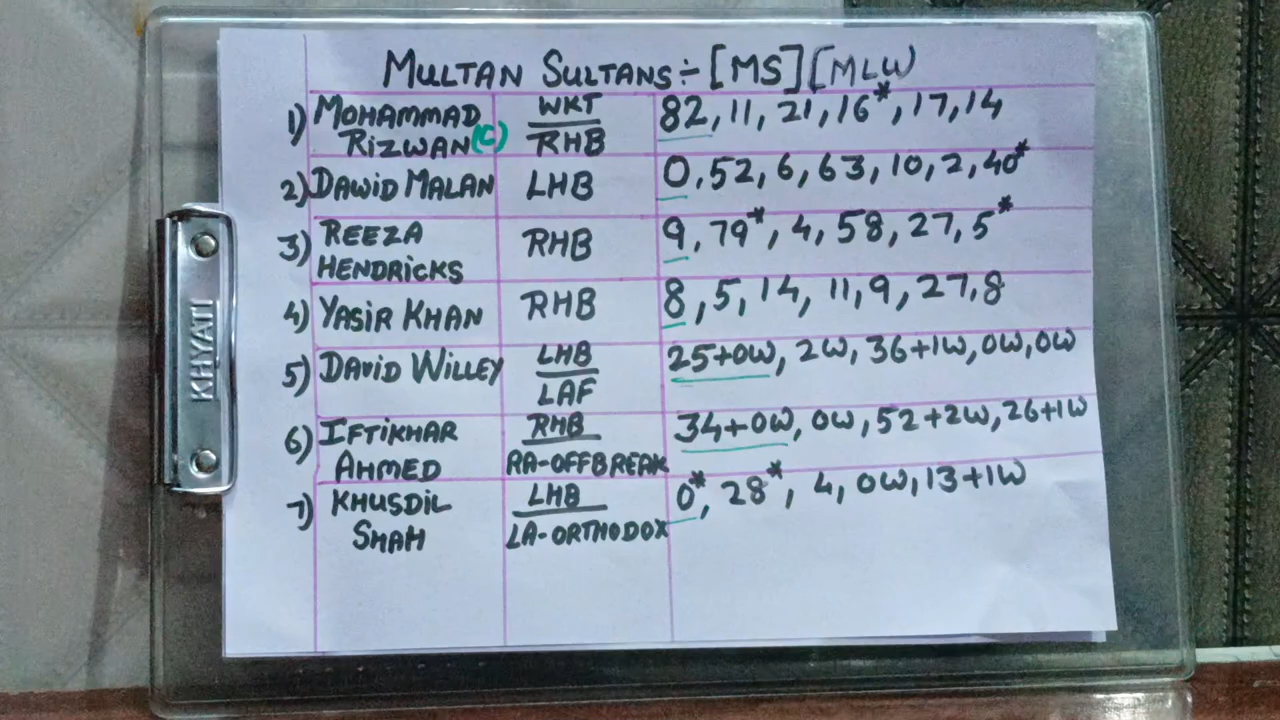 MULTAN SULTANS÷[MS][MLW
1) MOHAMMAD
RIZWAN(C)
WKT
RHB
82, 11, 21, 16*, 17, 14
2) DAWID MALAN
LHB
0, 52, 6, 63, 10, 2, 40*
3) REEZA
HENDRICKS
RHB
9, 79*, 4, 58, 27, 5*
4) YASIR KHAN
RHB
8, 5, 14, 11, 9, 27, 8
5) DAVID WILLEY
LHB
LAF
25+0W, 2W, 36+1W, 0W, 0W
6) IFTIKHAR
AHMED
RHB
RA-OFFBREAK
34+0W, 0W, 52+2W, 26+1W
7) KHUSDIL
SHAH
LHB
LA-ORTHODOX
0*, 28*, 4, 0W, 13+1W
KHYATI